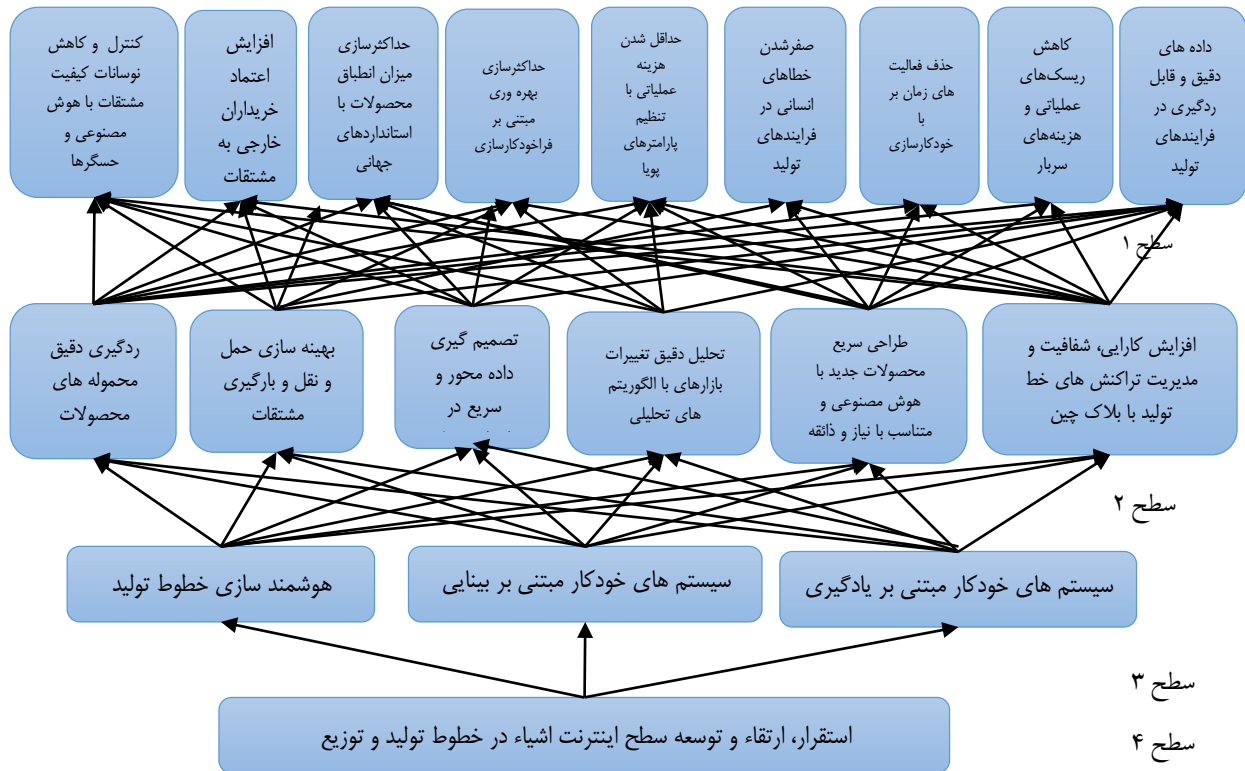 داده های
دقیق و قابل
ردگیری در
فرایندهای
تولید
کاهش
ریسک‌های
عملیاتی و
هزینه‌های
سربار
حذف فعالیت
های زمان بر
با
خودکارسازی
صفرشدن
خطاهای
انسانی در
فرایندهای
تولید
حداقل شدن
هزینه
عملیاتی با
تنظیم
پارامترهای
پویا
حداکثرسازی
بهره وری
مبتنی بر
فراخودکارسازی
حداکثرسازی
میزان انطباق
محصولات با
استانداردهای
جهانی
افزایش
اعتماد
خریداران
خارجی به
مشتقات
کنترل و کاهش
نوسانات کیفیت
مشتقات با هوش
مصنوعی و
حسگرها
سطح ۱
افزایش کارایی، شفافیت و
مدیریت تراکنش های خط
تولید با بلاک چین
طراحی سریع
محصولات جدید با
هوش مصنوعی و
متناسب با نیاز و ذائقه
تحلیل دقیق تغییرات
بازارهای با الگوریتم
های تحلیلی
تصمیم گیری
داده محور و
سریع در
بهینه سازی حمل
و نقل و بارگیری
مشتقات
ردگیری دقیق
محموله های
محصولات
سطح ۲
سیستم های خودکار مبتنی بر یادگیری
سیستم های خودکار مبتنی بر بینایی
هوشمند سازی خطوط تولید
سطح ۳
استقرار، ارتقاء و توسعه سطح اینترنت اشیاء در خطوط تولید و توزیع
سطح ۴